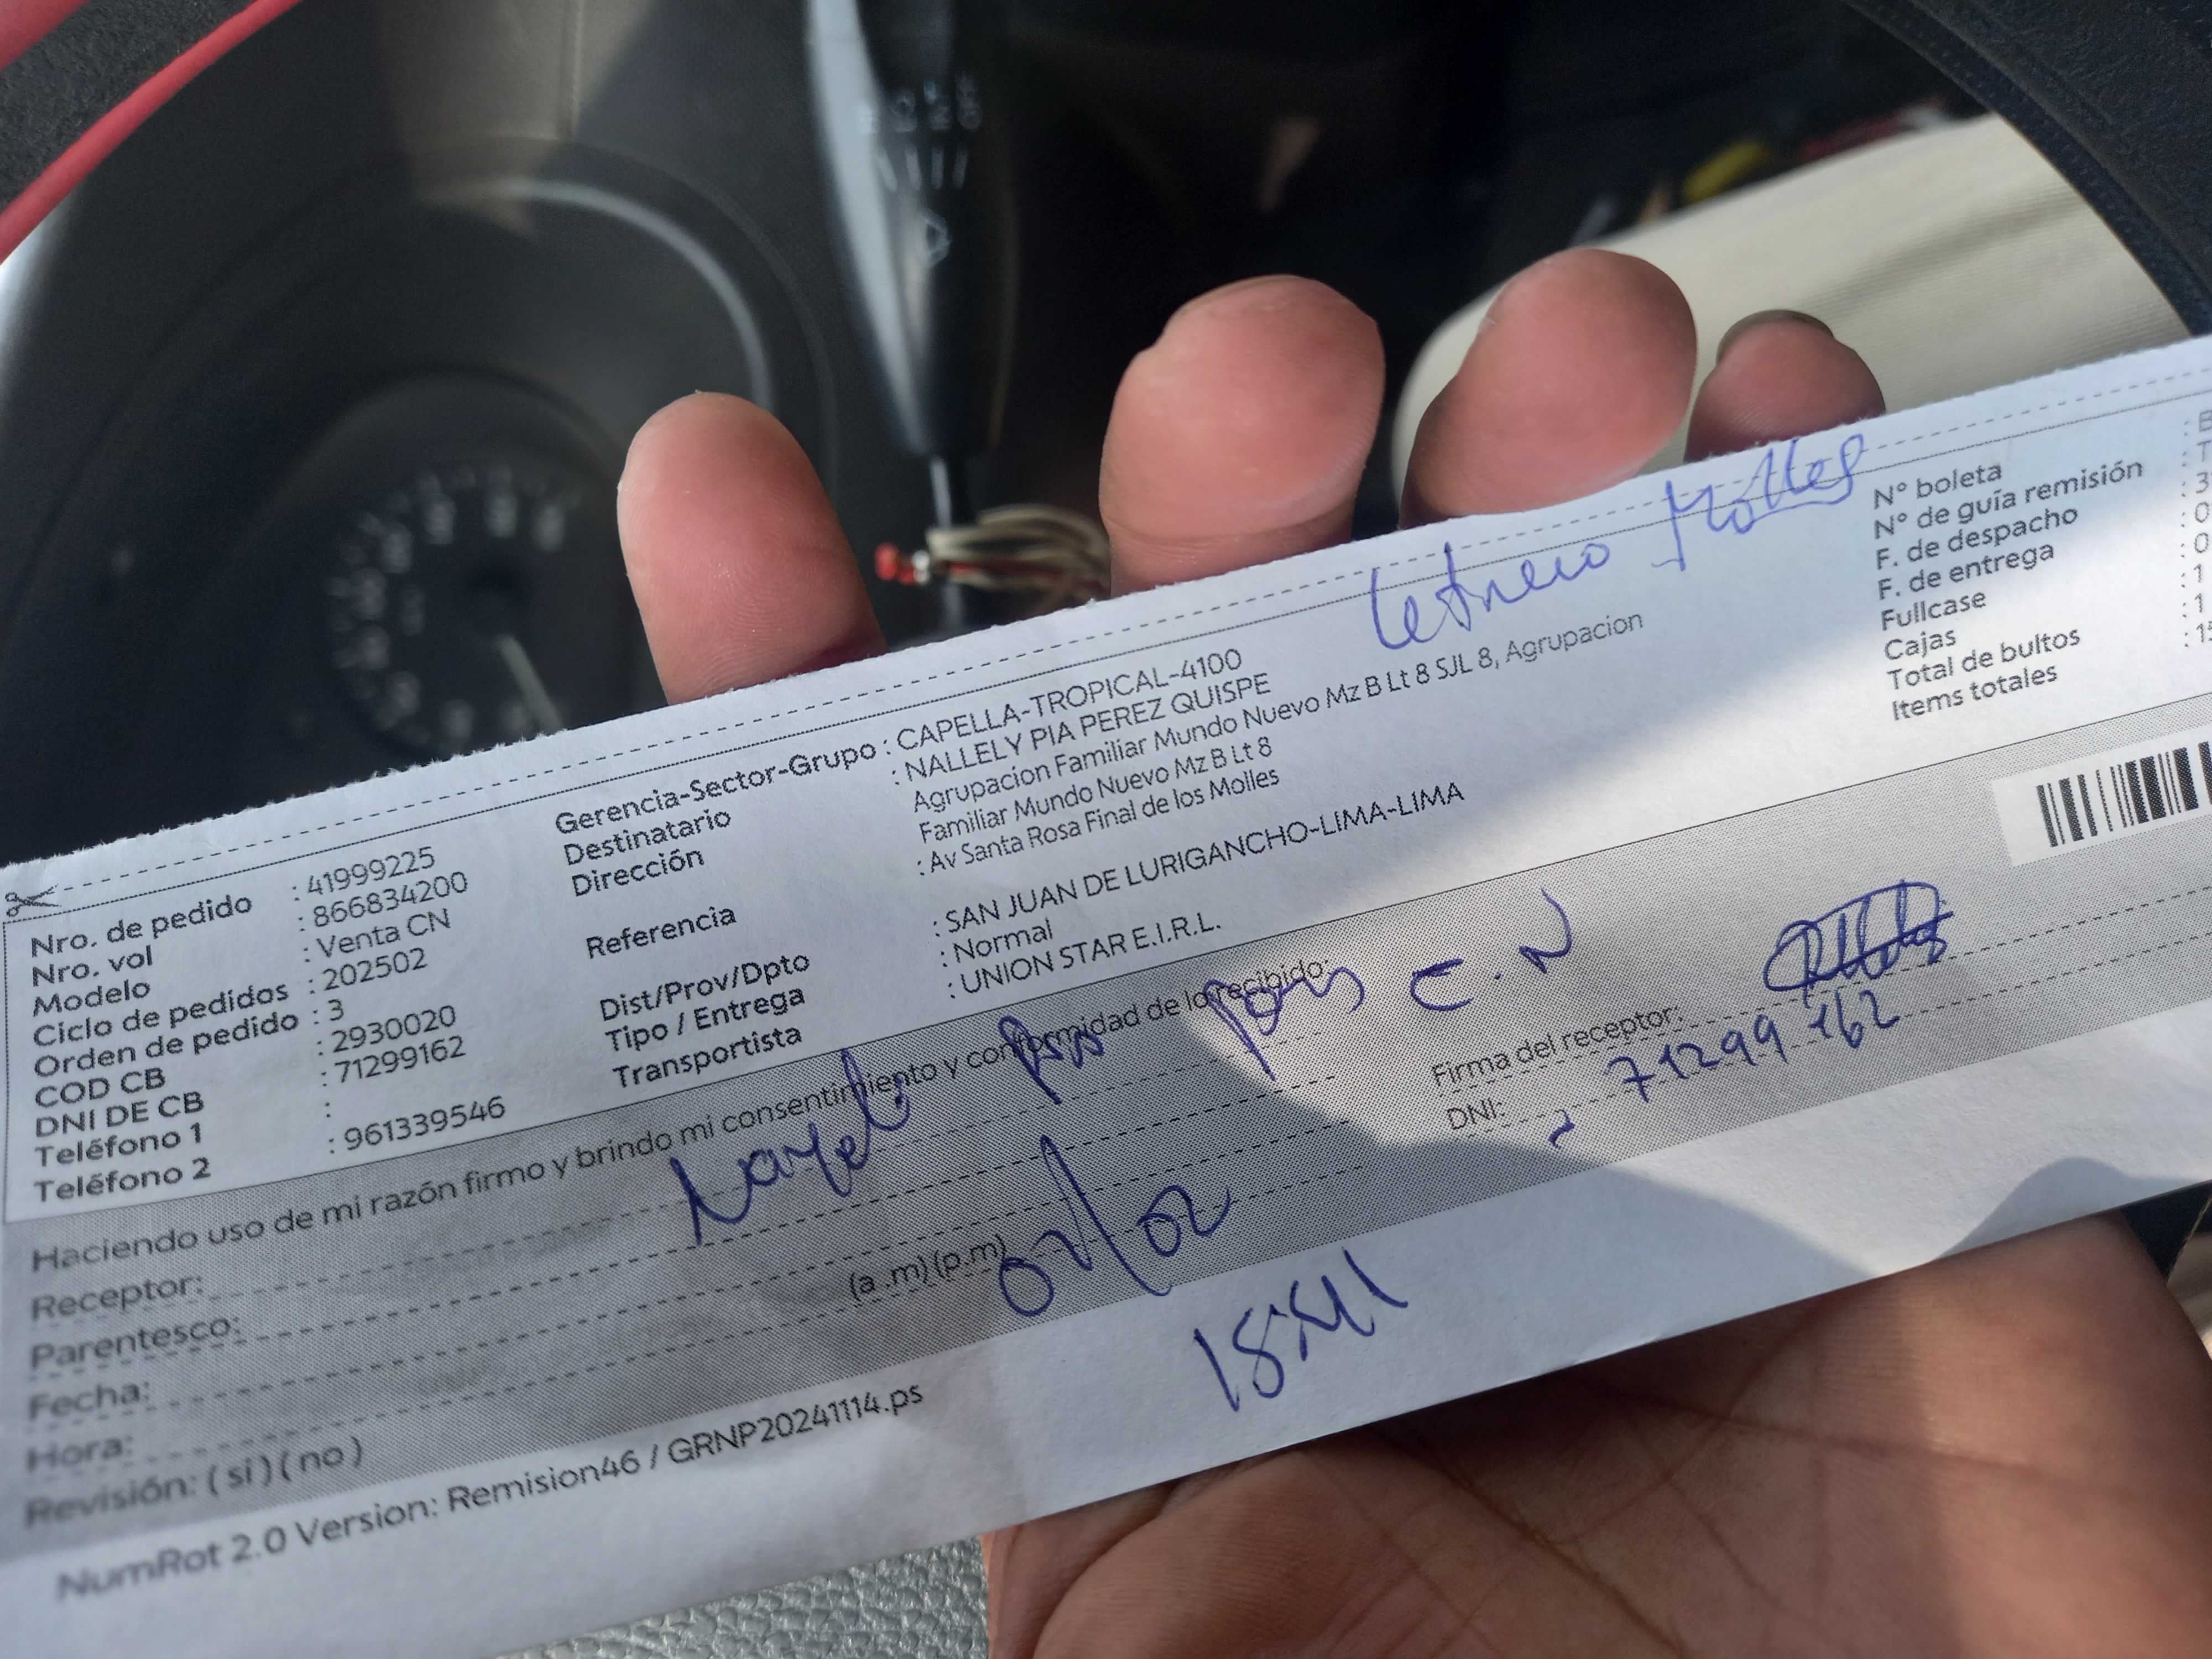 letrero Molles
Nro. de pedido : 41999225
Nro. vol : 866834200
Modelo : Venta CN
Ciclo de pedidos : 202502
Orden de pedido : 3
COD CB : 2930020
DNI DE CB : 71299162
Teléfono 1 :
Teléfono 2 : 961339546
Gerencia-Sector-Grupo : CAPELLA-TROPICAL-4100
Destinatario : NALLELY PIA PEREZ QUISPE
Dirección Agrupacion Familiar Mundo Nuevo Mz B Lt 8 SJL 8, Agrupacion
Familiar Mundo Nuevo Mz B Lt 8
Referencia : Av Santa Rosa Final de los Molles
Dist/Prov/Dpto : SAN JUAN DE LURIGANCHO-LIMA-LIMA
Tipo / Entrega : Normal
Transportista : UNION STAR E.I.R.L.
N° boleta
N° de guía remisión
F. de despacho
F. de entrega
Fullcase
Cajas : 1
Total de bultos : 1
Items totales
Haciendo uso de mi razón firmo y brindo mi consentimiento y conformidad de lo recibido:
Receptor: C.N
Parentesco:
Fecha:
Hora: (a .m) (p.m)
Revisión: ( si ) ( no )
Firma del receptor:
DNI: 71299162
NumRot 2.0 Version: Remision46 / GRNP20241114.ps